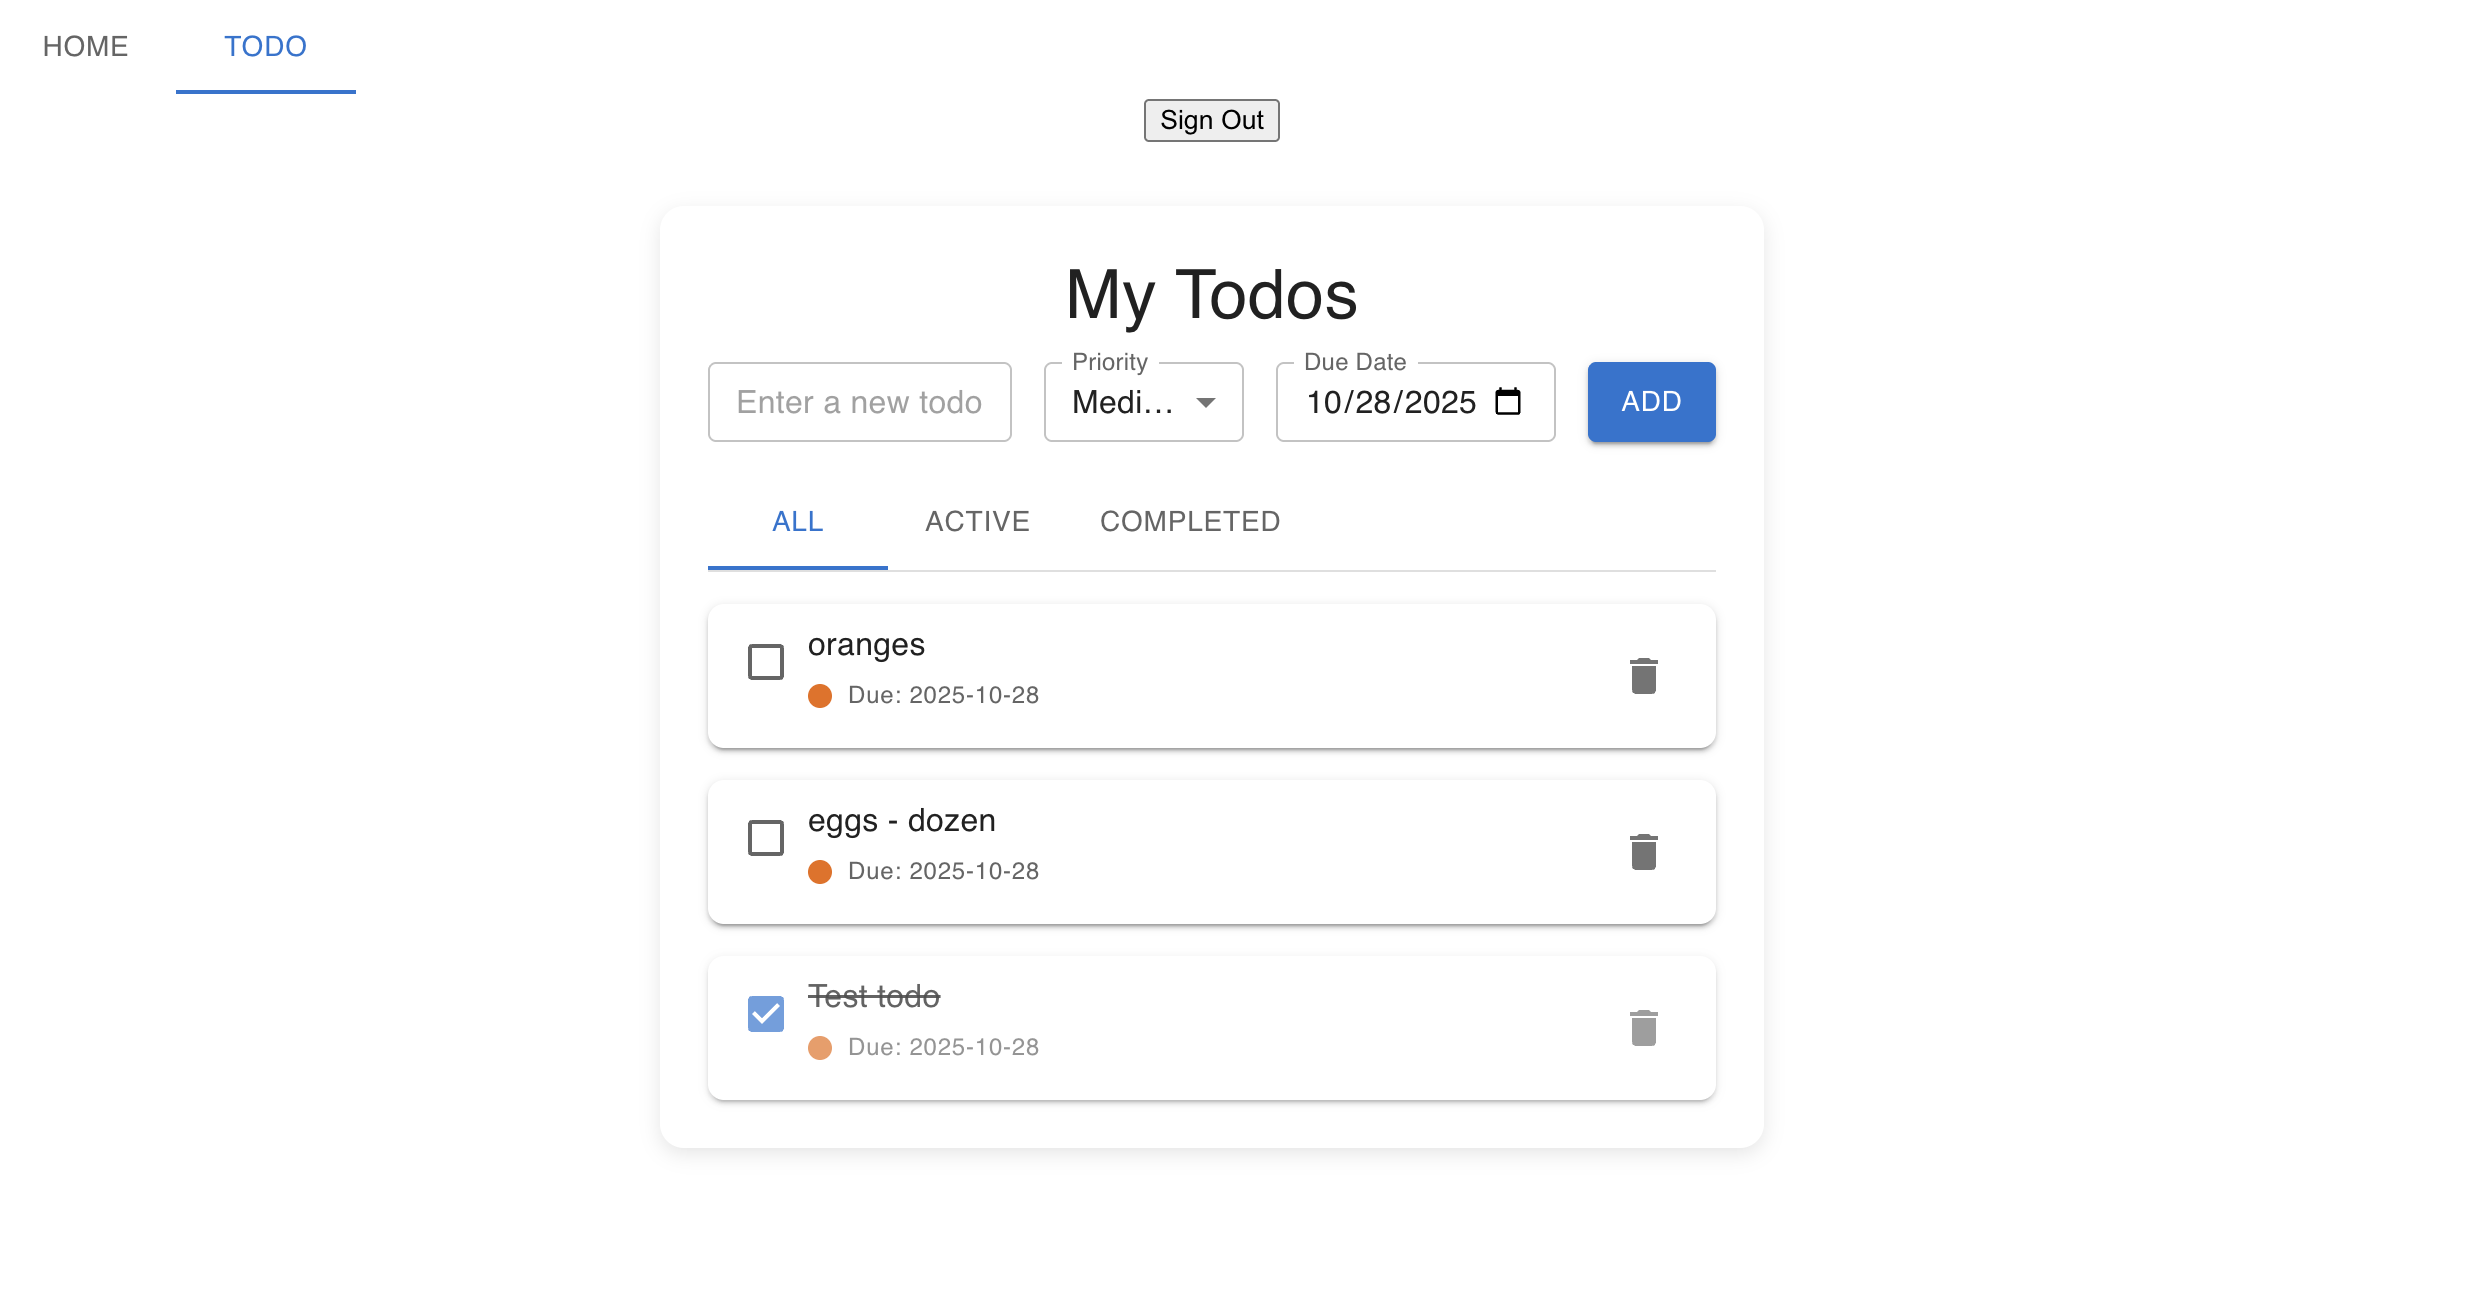 HOME TODO
Sign Out
My Todos
Priority Due Date
Enter a new todo Medi... 10/28/2025 ADD
ALL ACTIVE COMPLETED
oranges
Due: 2025-10-28
eggs - dozen
Due: 2025-10-28
Test todo
Due: 2025-10-28